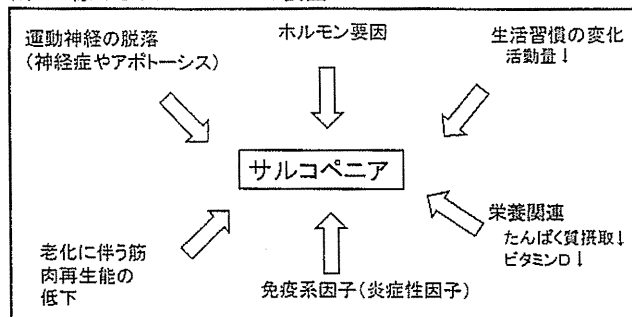 運動神経の脱落
(神経症やアポトーシス)
ホルモン要因
生活習慣の変化
活動量↓
サルコペニア
老化に伴う筋
肉再生能の
低下
免疫系因子(炎症性因子)
栄養関連
たんぱく質摂取↓
ビタミンD↓